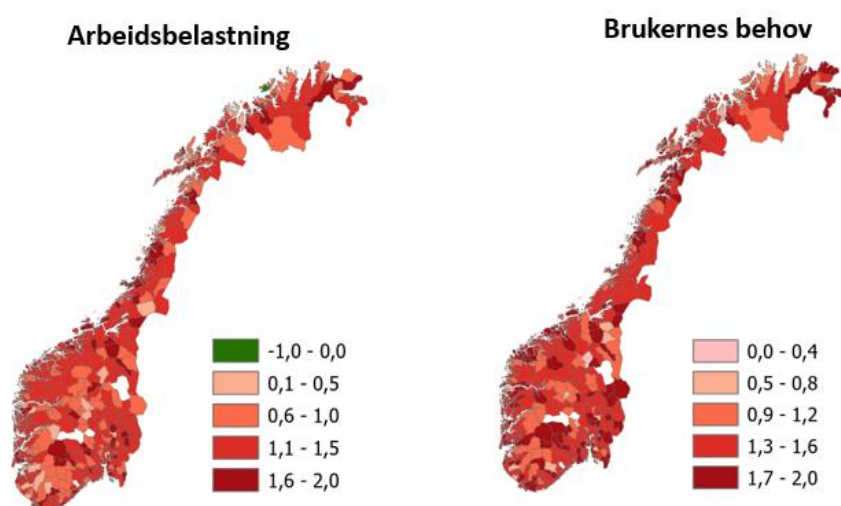 Arbeidsbelastning
Brukernes behov
-1,0 - 0,0
0,1 - 0,5
0,6 - 1,0
1,1 - 1,5
1,6 - 2,0
0,0 - 0,4
0,5 - 0,8
0,9 - 1,2
1,3 - 1,6
1,7 - 2,0